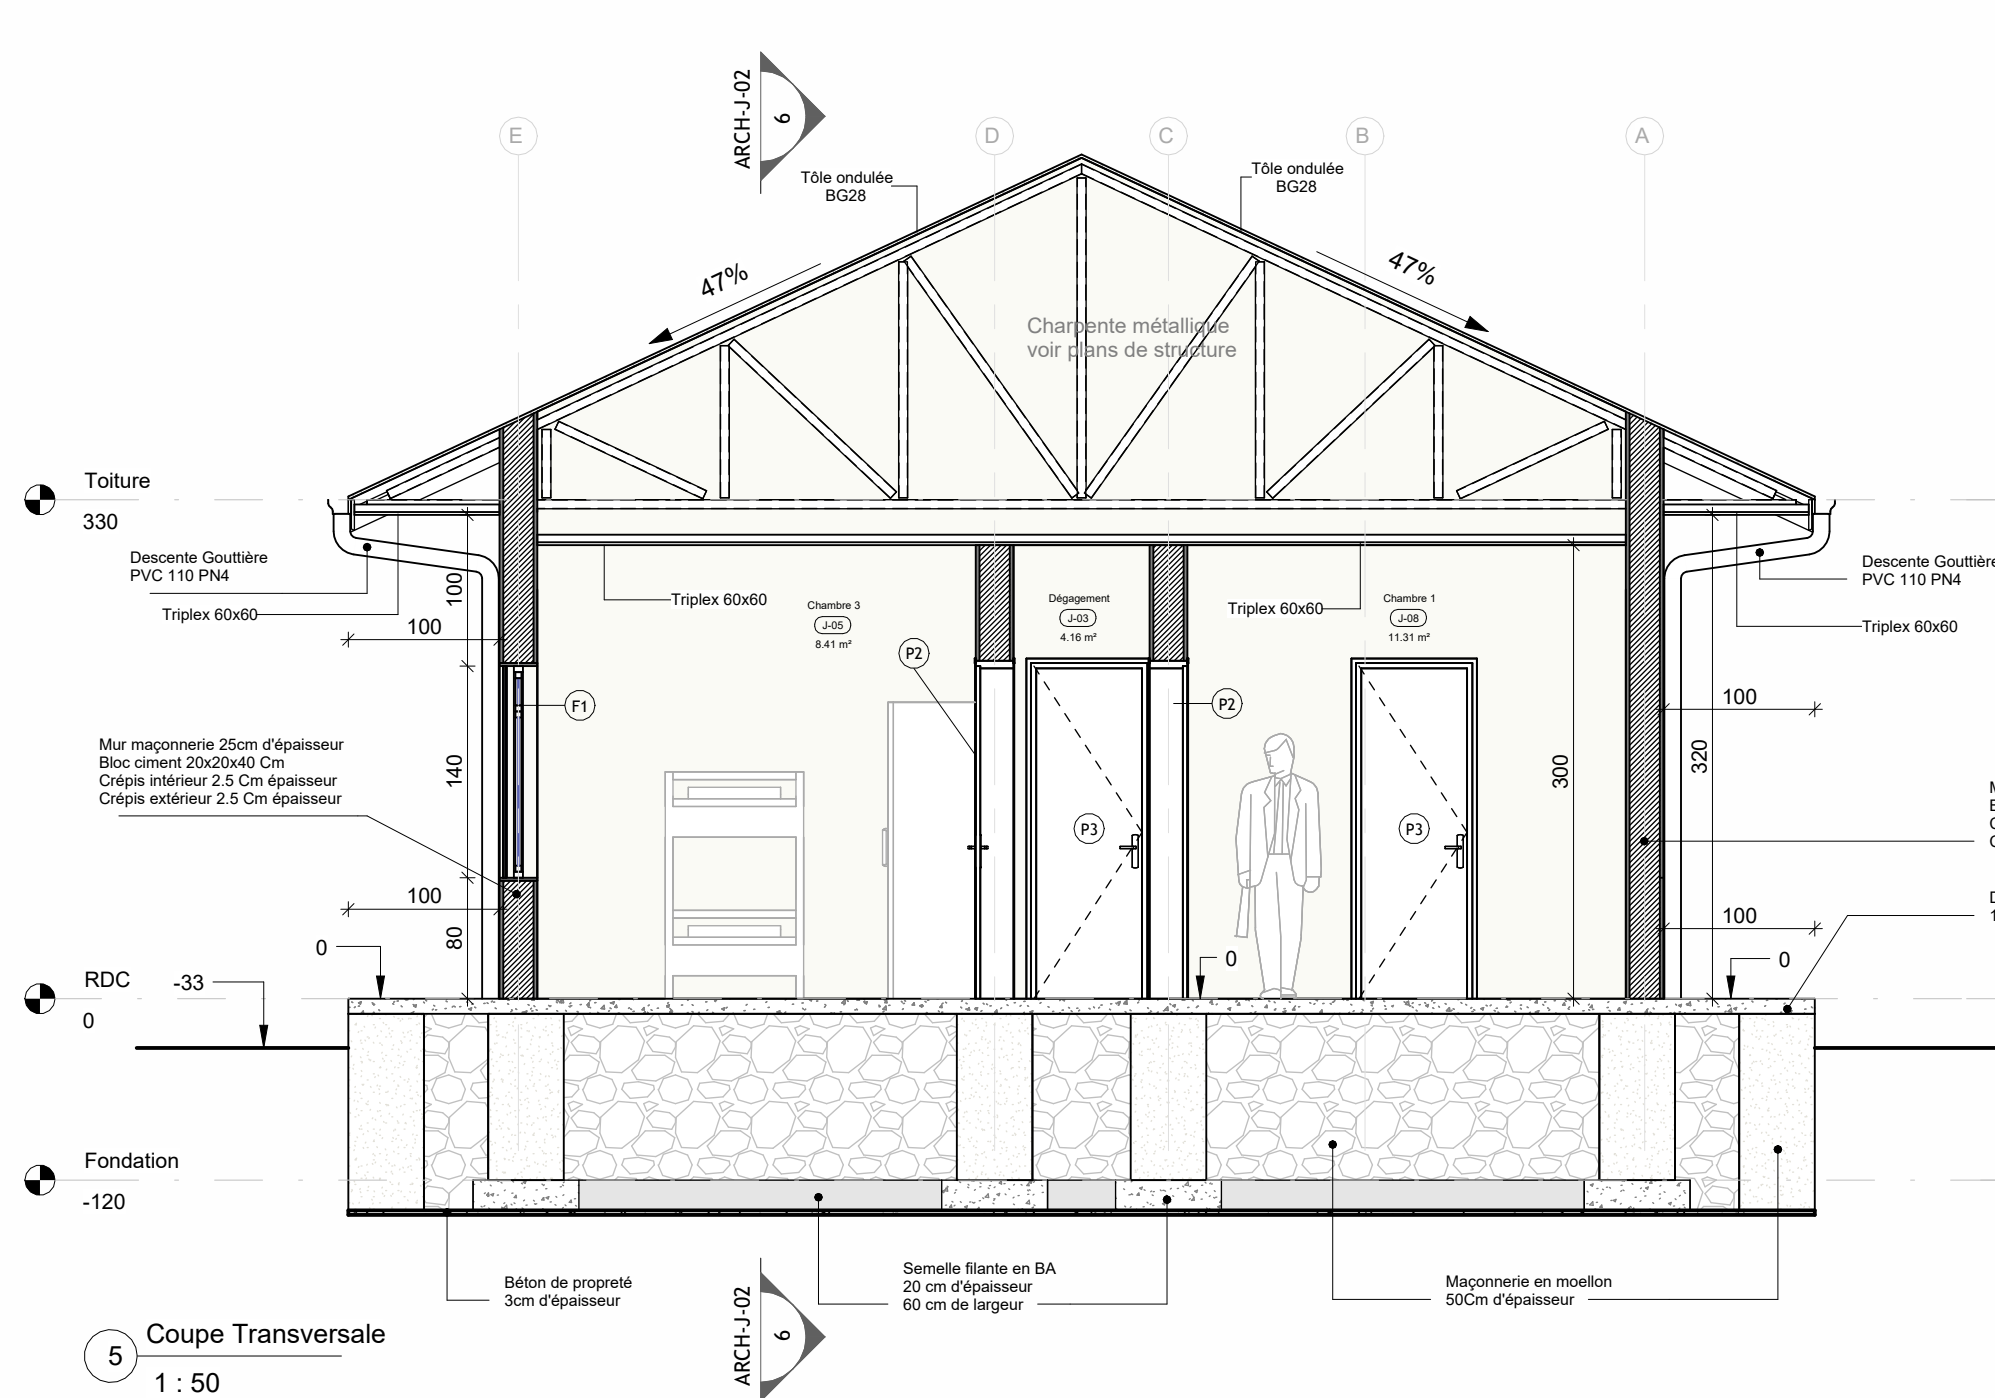 ARCH-J-02
6
E
D
C
B
A
Tôle ondulée
BG28
Tôle ondulée
BG28
47%
47%
Charpente métallique
voir plans de structure
Toiture
330
Descente Gouttière
PVC 110 PN4
Triplex 60x60
100
100
Triplex 60x60
Chambre 3
J-05
8.41 m²
Dégagement
J-03
4.16 m²
Triplex 60x60
Chambre 1
J-08
11.31 m²
Descente Gouttière
PVC 110 PN4
Triplex 60x60
P2
F1
P2
100
Mur maçonnerie 25cm d'épaisseur
Bloc ciment 20x20x40 Cm
Crépis intérieur 2.5 Cm épaisseur
Crépis extérieur 2.5 Cm épaisseur
140
300
320
P3
P3
100
80
100
0
0
0
RDC
0
-33
Fondation
-120
Béton de propreté
3cm d'épaisseur
Semelle filante en BA
20 cm d'épaisseur
60 cm de largeur
Maçonnerie en moellon
50Cm d'épaisseur
ARCH-J-02
6
5
Coupe Transversale
1 : 50